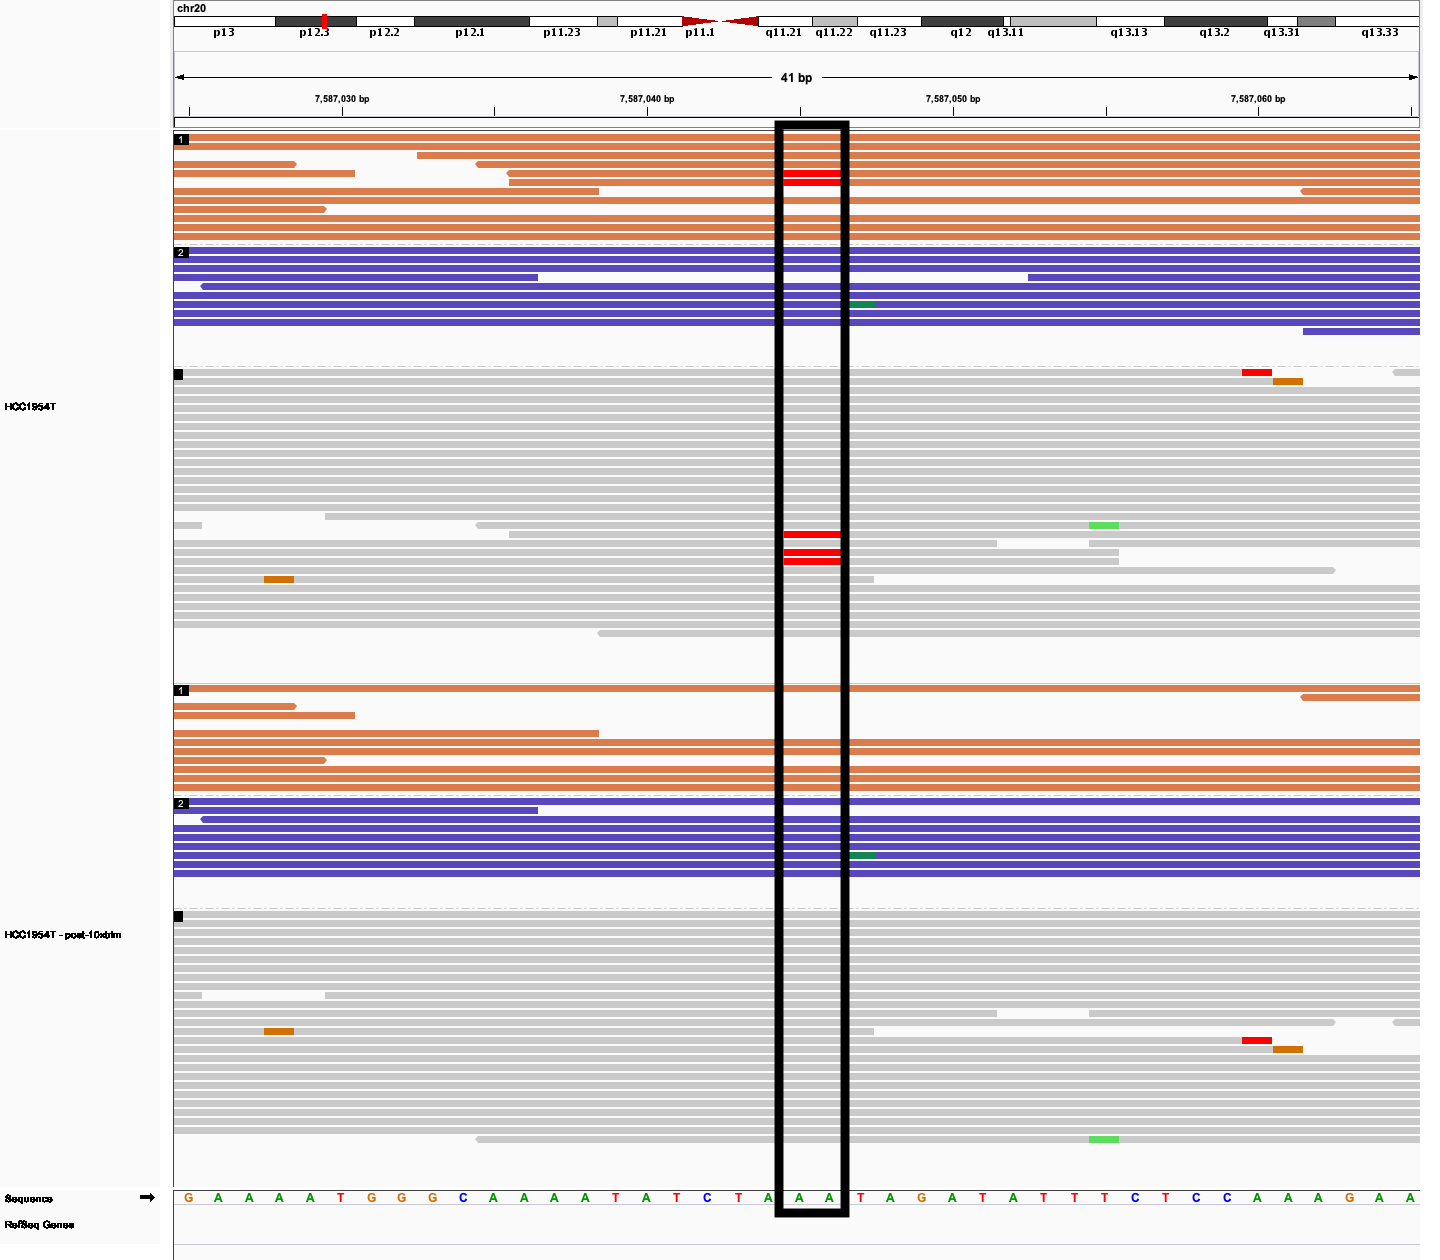 chr20
p13 p12.3 p12.2 p12.1 p11.23 p11.21 p11.1 q11.21 q11.22 q11.23 q12 q13.11 q13.13 q13.2 q13.31 q13.33
41 bp
7,587,030 bp 7,587,040 bp 7,587,050 bp 7,587,060 bp
1
2
HCC1954T
1
2
HCC1954T - post-10xtrim
Sequence G A A A A T G G G C A A A A T A T C T A A A T A G A T A T T T C T C C A A A G A A
RefSeq Genes